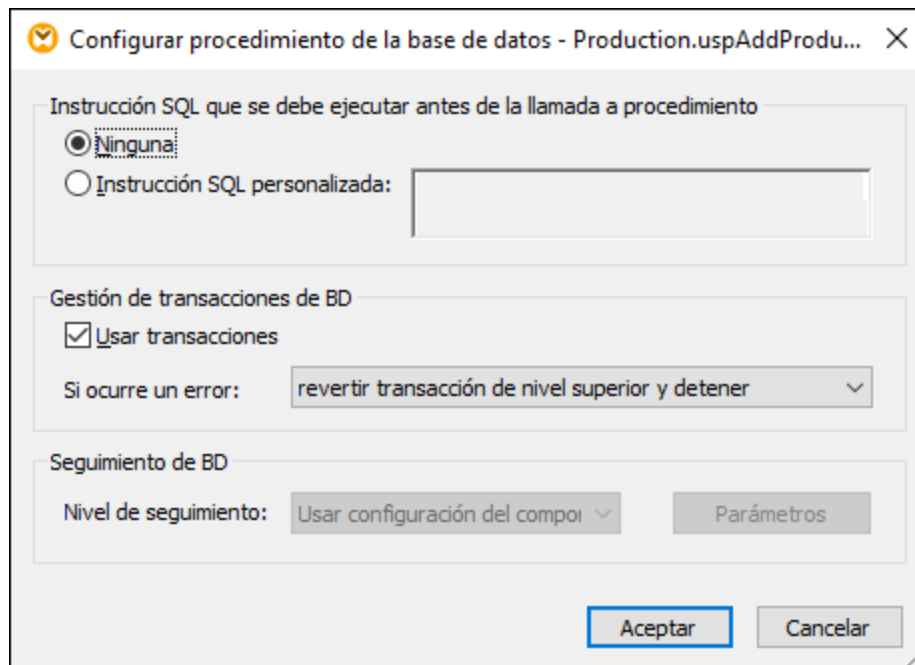 Configurar procedimiento de la base de datos - Production.uspAddProdu...
Instrucción SQL que se debe ejecutar antes de la llamada a procedimiento
Ninguna
Instrucción SQL personalizada:
Gestión de transacciones de BD
Usar transacciones
Si ocurre un error: revertir transacción de nivel superior y detener
Seguimiento de BD
Nivel de seguimiento: Usar configuración del compor Parámetros
Aceptar Cancelar